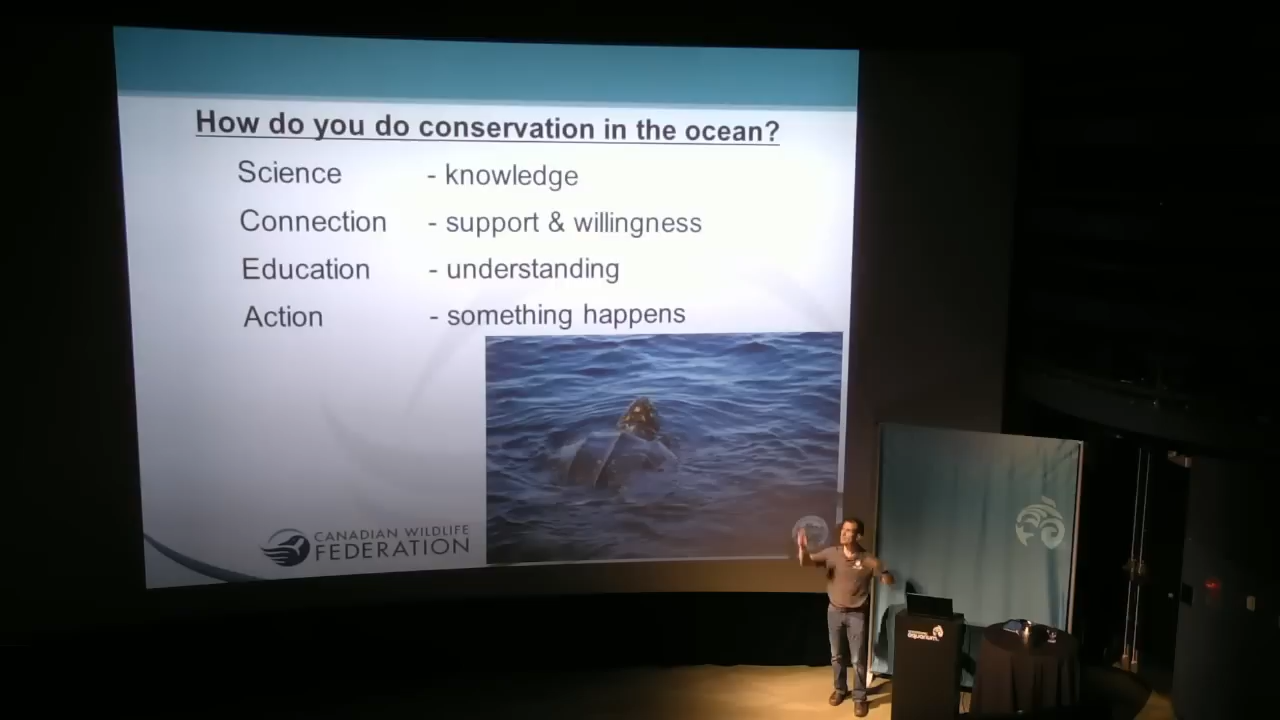 How do you do conservation in the ocean?
Science - knowledge
Connection - support & willingness
Education - understanding
Action - something happens
CANADIAN WILDLIFE
FEDERATION
aquarium